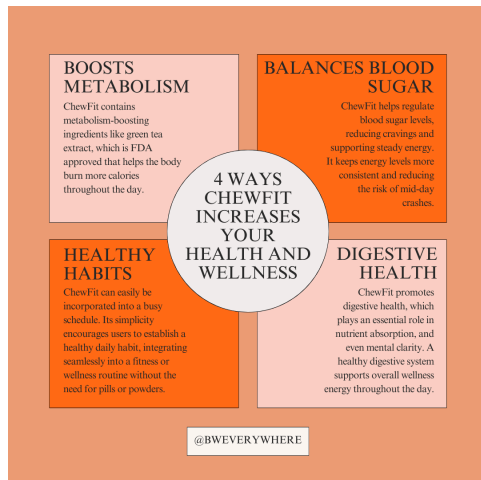 BOOSTS
METABOLISM
ChewFit contains
metabolism-boosting
ingredients like green tea
extract, which is FDA
approved that helps the body
burn more calories
throughout the day.
BALANCES BLOOD
SUGAR
ChewFit helps regulate
blood sugar levels,
reducing cravings and
supporting steady energy.
It keeps energy levels more
consistent and reducing
the risk of mid-day
crashes.
4 WAYS
CHEWFIT
INCREASES
YOUR
HEALTH AND
WELLNESS
HEALTHY
HABITS
ChewFit can easily be
incorporated into a busy
schedule. Its simplicity
encourages users to establish a
healthy daily habit, integrating
seamlessly into a fitness or
wellness routine without the
need for pills or powders.
DIGESTIVE
HEALTH
ChewFit promotes
digestive health, which
plays an essential role in
nutrient absorption, and
even mental clarity. A
healthy digestive system
supports overall wellness
energy throughout the day.
@BWEVERYWHERE